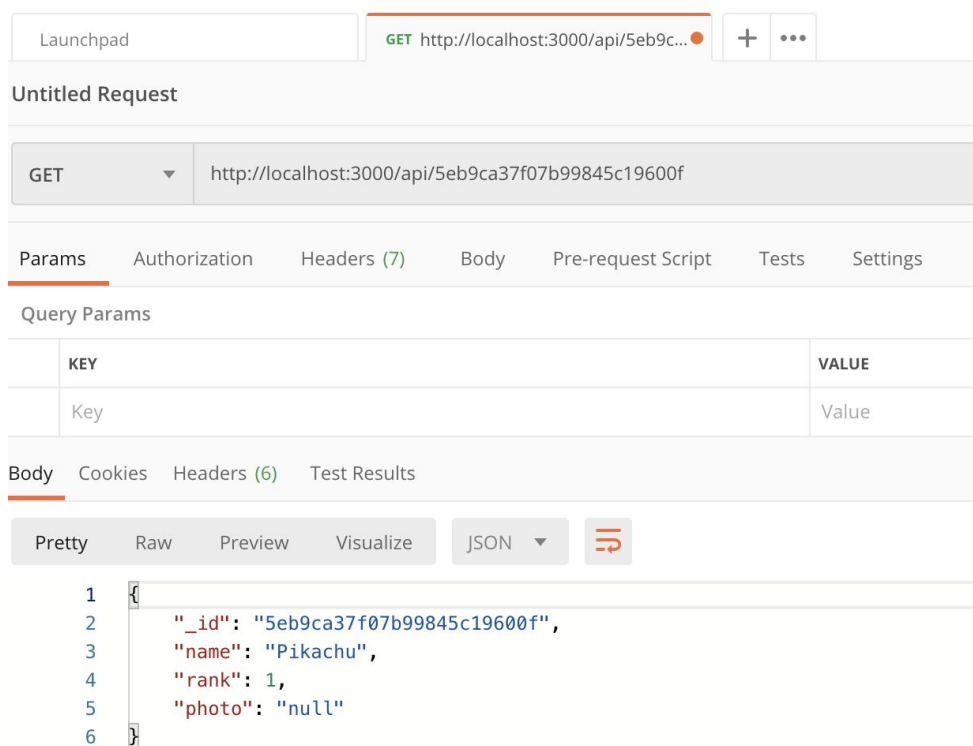 Launchpad GET http://localhost:3000/api/5eb9c... + •••
Untitled Request
GET http://localhost:3000/api/5eb9ca37f07b99845c19600f
Params Authorization Headers (7) Body Pre-request Script Tests Settings
Query Params
KEY VALUE
Key Value
Body Cookies Headers (6) Test Results
Pretty Raw Preview Visualize JSON
1 {
2 "_id": "5eb9ca37f07b99845c19600f",
3 "name": "Pikachu",
4 "rank": 1,
5 "photo": "null"
6 }